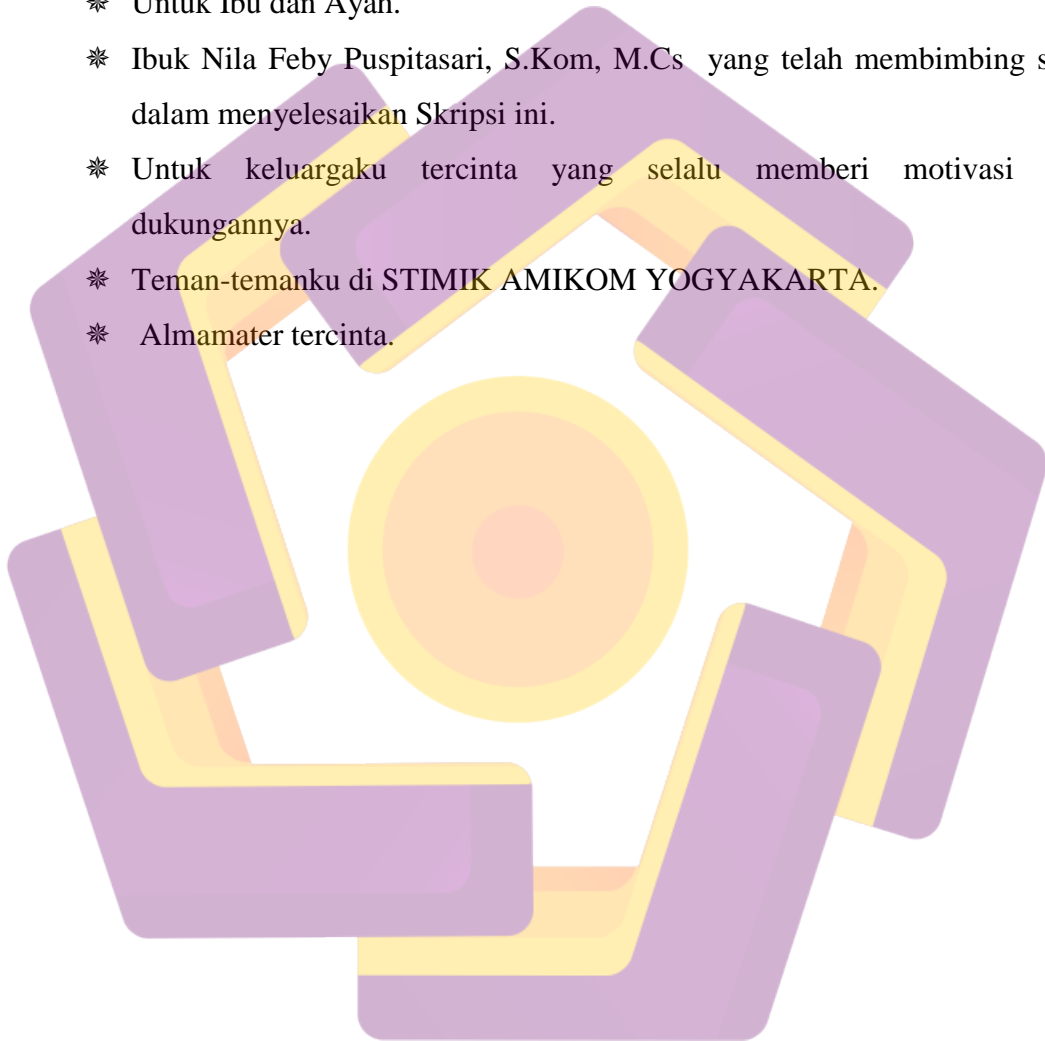 ✵ Untuk Ibu dan Ayah.
✵ Ibuk Nila Feby Puspitasari, S.Kom, M.Cs yang telah membimbing
dalam menyelesaikan Skripsi ini.
✵ Untuk keluargaku tercinta yang selalu memberi motivasi
dukungannya.
✵ Teman-temanku di STIMIK AMIKOM YOGYAKARTA.
✵ Almamater tercinta.